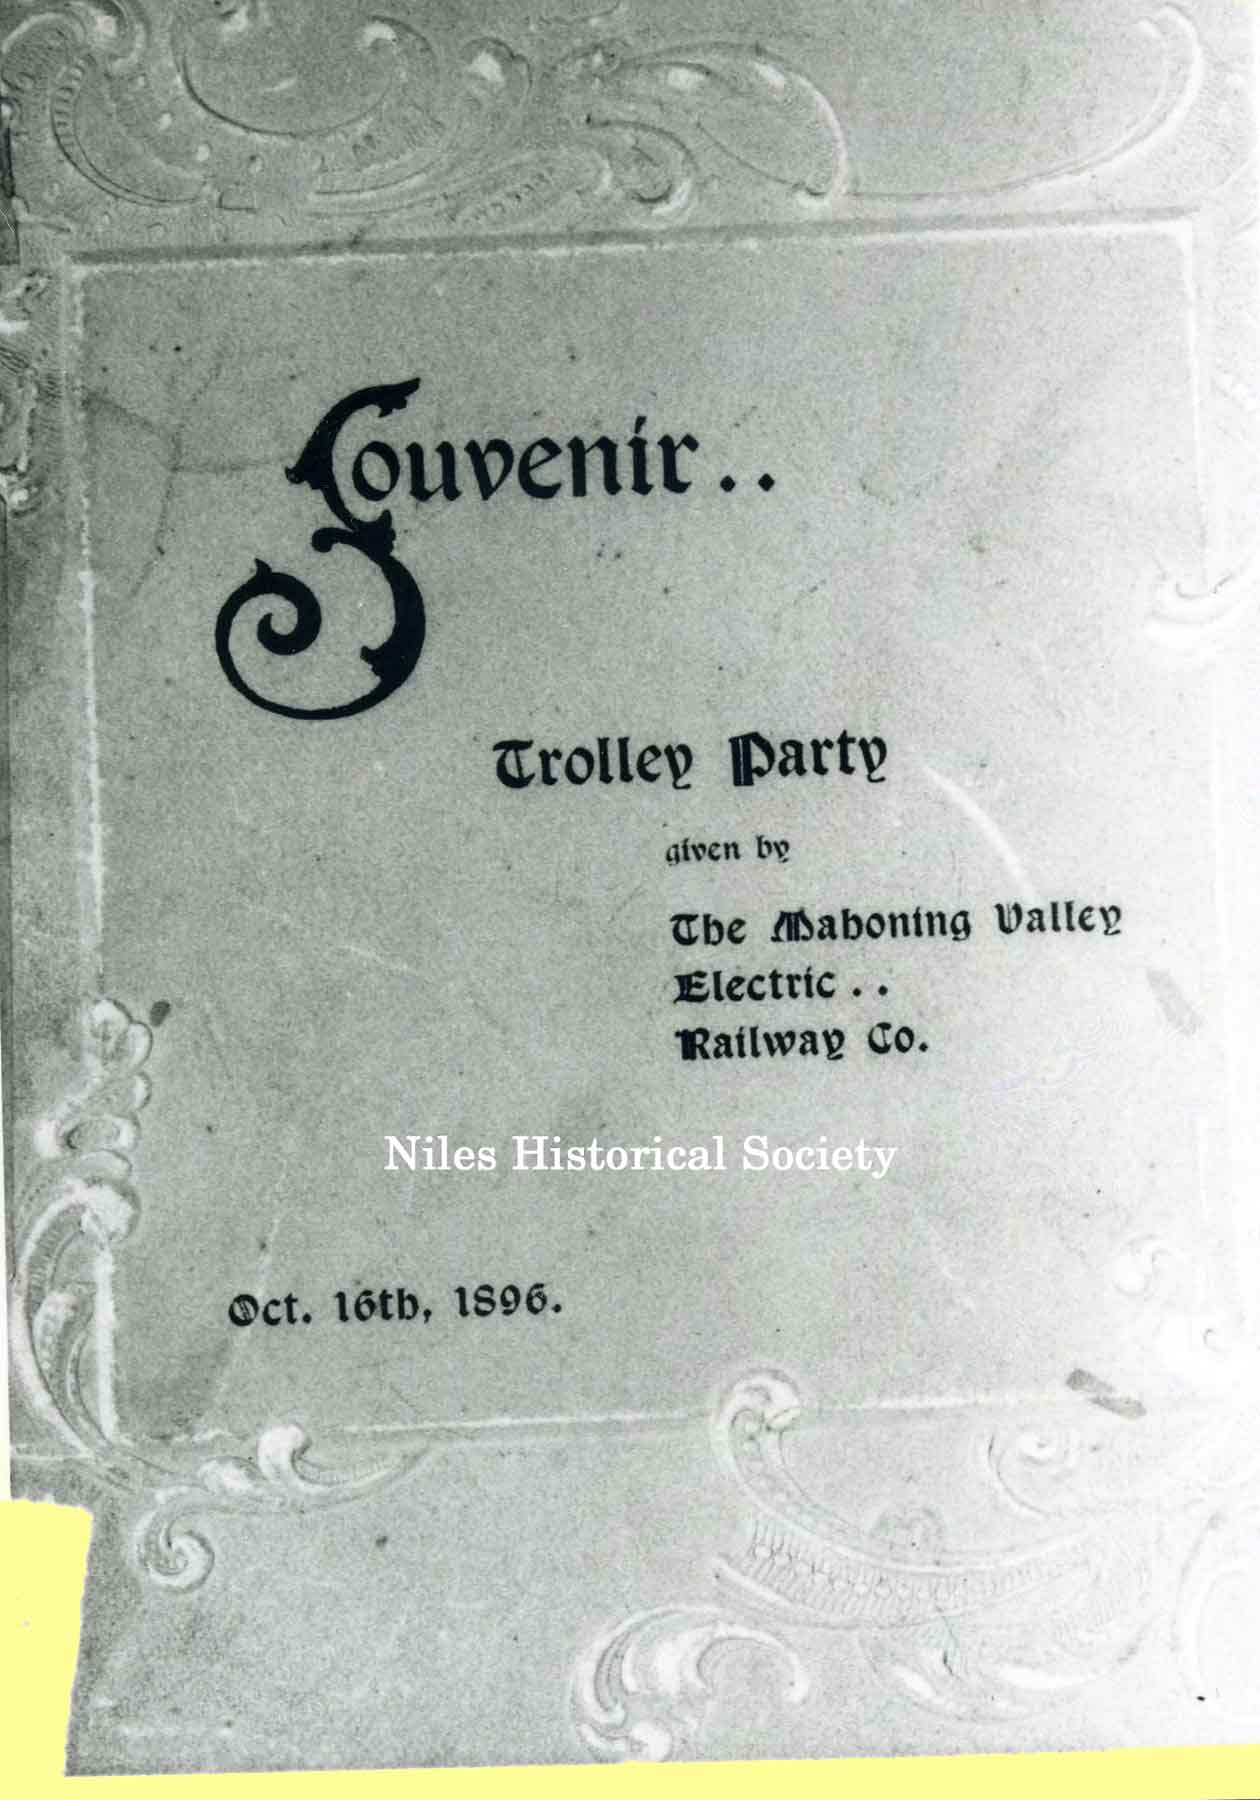 Souvenir..
Trolley Party
given by
The Mahoning Valley
Electric . .
Railway Co.
Niles Historical Society
Oct. 16th, 1896.